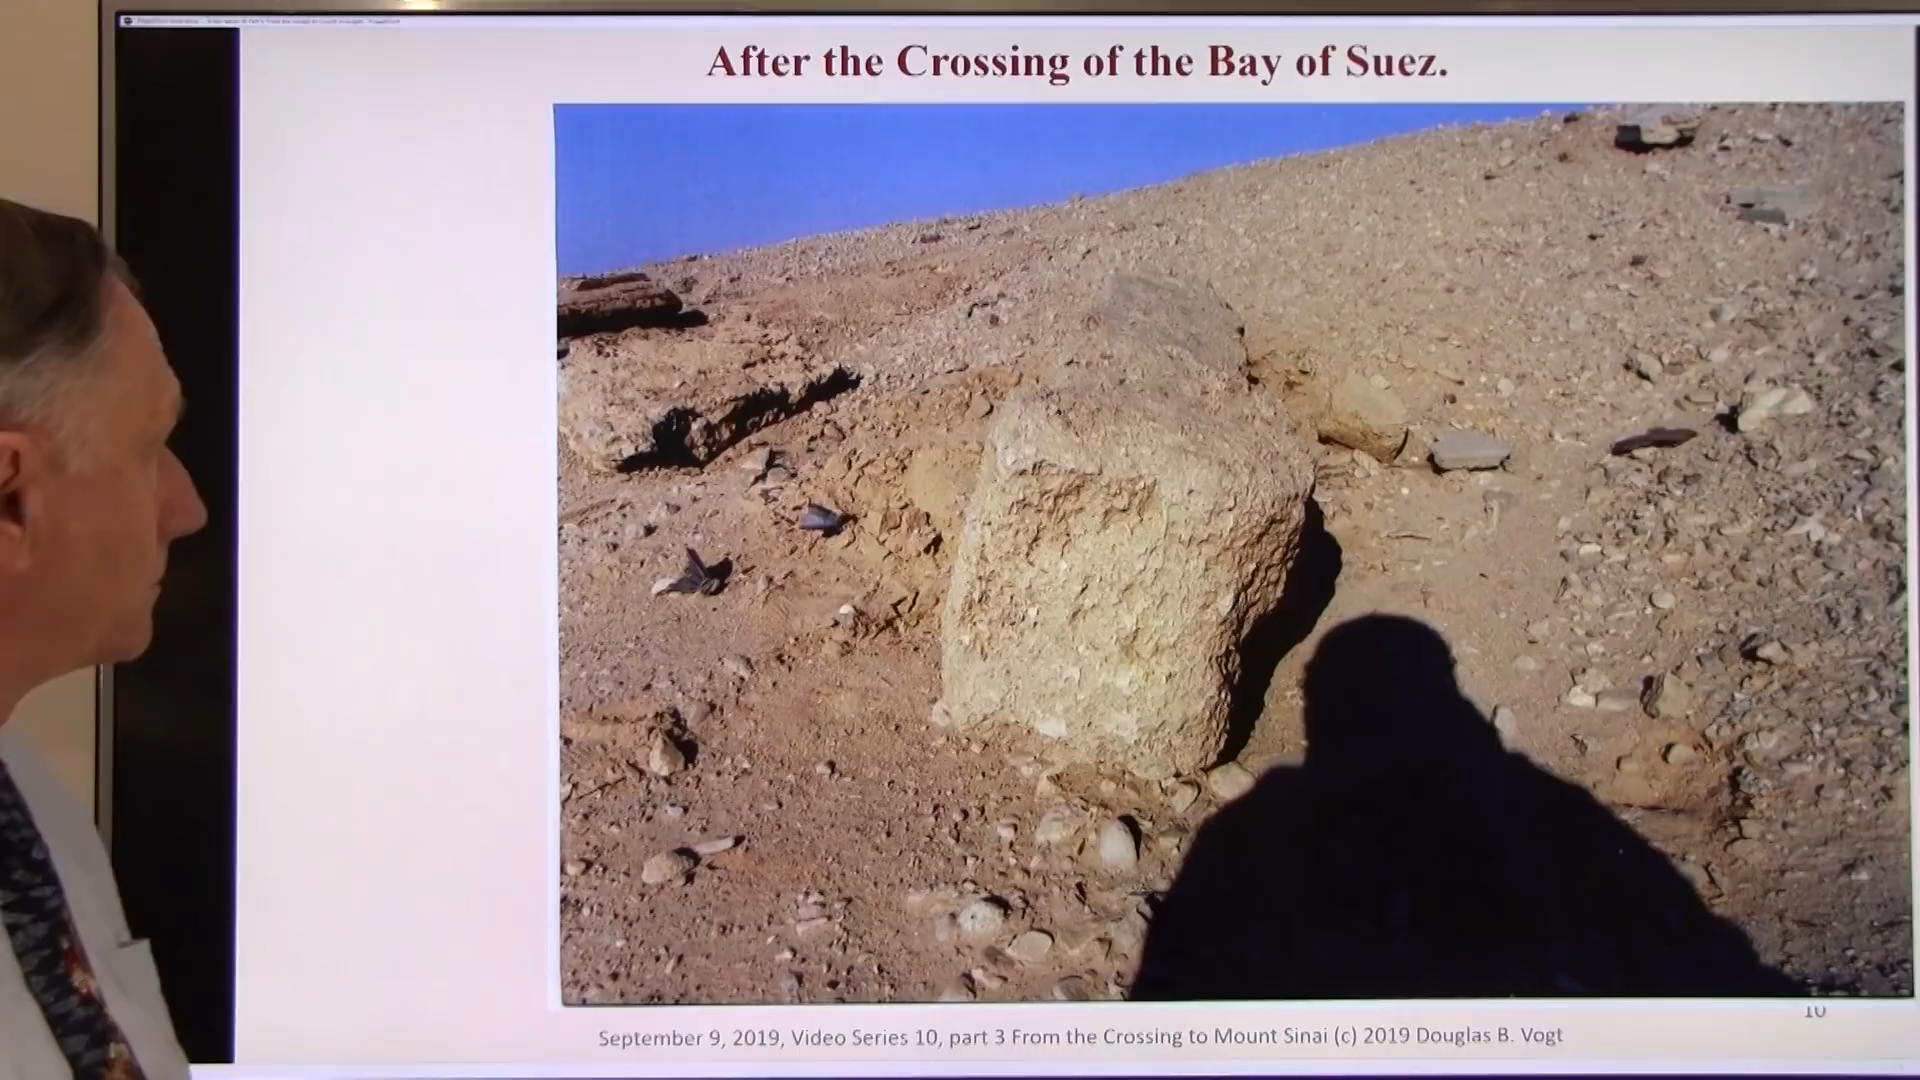 After the Crossing of the Bay of Suez.
10
September 9, 2019, Video Series 10, part 3 From the Crossing to Mount Sinai (c) 2019 Douglas B. Vogt